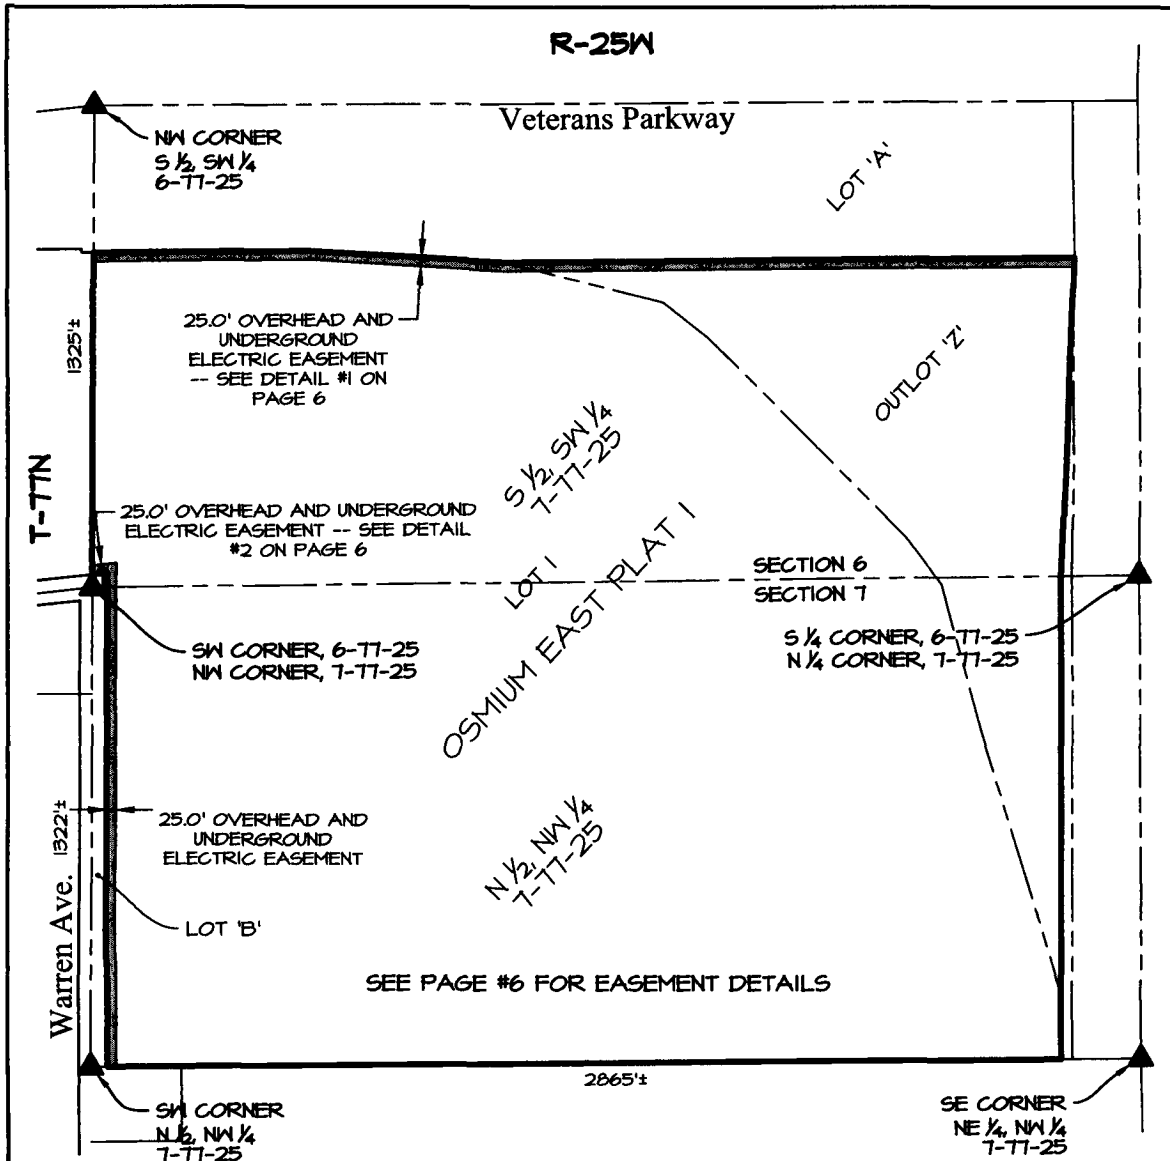 R-25W
Veterans Parkway
NW CORNER
S ½, SW ¼
6-77-25
LOT 'A'
25.0' OVERHEAD AND
UNDERGROUND
ELECTRIC EASEMENT
-- SEE DETAIL #1 ON
PAGE 6
1325'±
OUTLOT 'Z'
T-77N
S ½, SW ¼
7-77-25
25.0' OVERHEAD AND UNDERGROUND
ELECTRIC EASEMENT -- SEE DETAIL
#2 ON PAGE 6
LOT 1
OSMIUM EAST PLAT 1
SECTION 6
SECTION 7
SW CORNER, 6-77-25
NW CORNER, 7-77-25
S ¼ CORNER, 6-77-25
N ¼ CORNER, 7-77-25
25.0' OVERHEAD AND
UNDERGROUND
ELECTRIC EASEMENT
1322'±
Warren Ave.
N ½, NW ¼
7-77-25
LOT 'B'
SEE PAGE #6 FOR EASEMENT DETAILS
2865'±
SW CORNER
N ½, NW ¼
7-77-25
SE CORNER
NE ¼, NW ¼
7-77-25